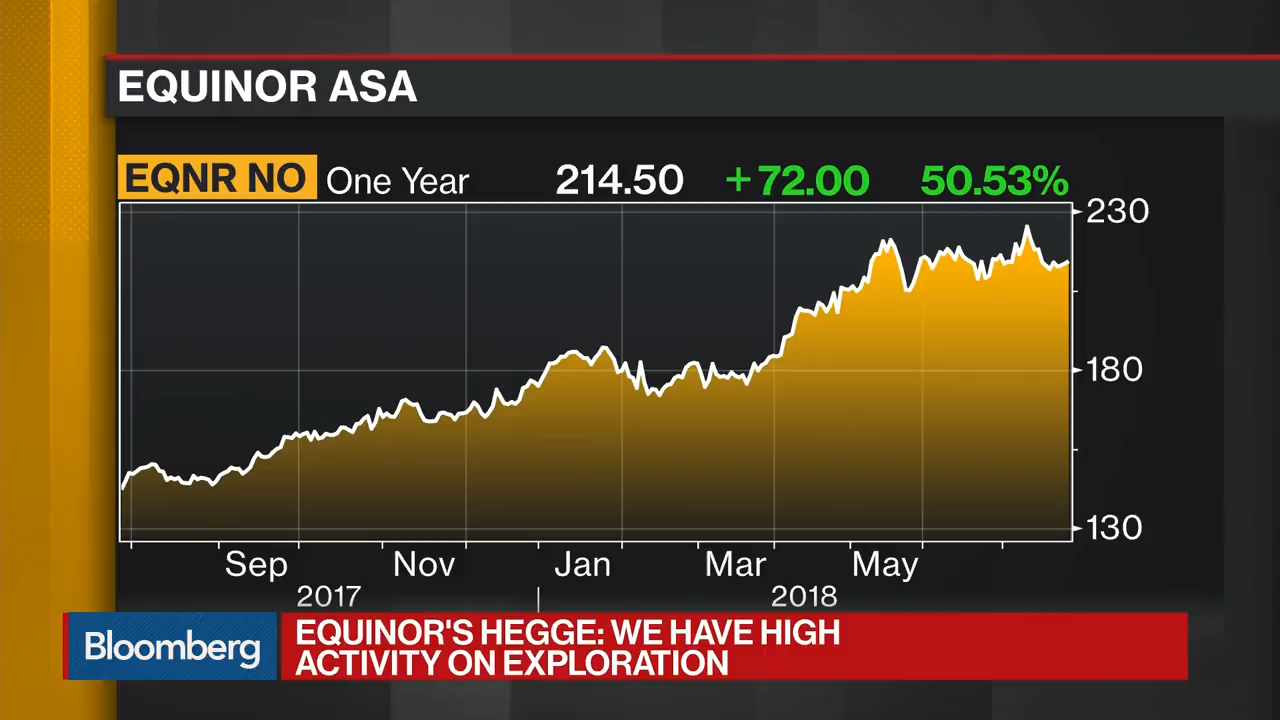 EQUINOR ASA
EQNR NO One Year 214.50 +72.00 50.53%
230
180
130
Sep Nov Jan Mar May
2017 2018
Bloomberg
EQUINOR'S HEGGE: WE HAVE HIGH
ACTIVITY ON EXPLORATION